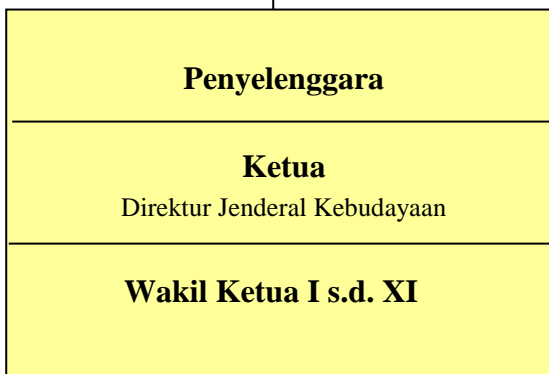 Penyelenggara
Ketua
Direktur Jenderal Kebudayaan
Wakil Ketua I s.d. XI